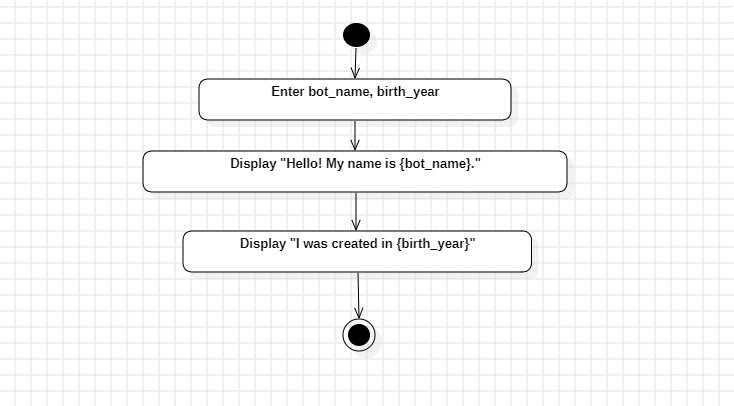 Enter bot_name, birth_year
Display "Hello! My name is {bot_name}."
Display "I was created in {birth_year}"